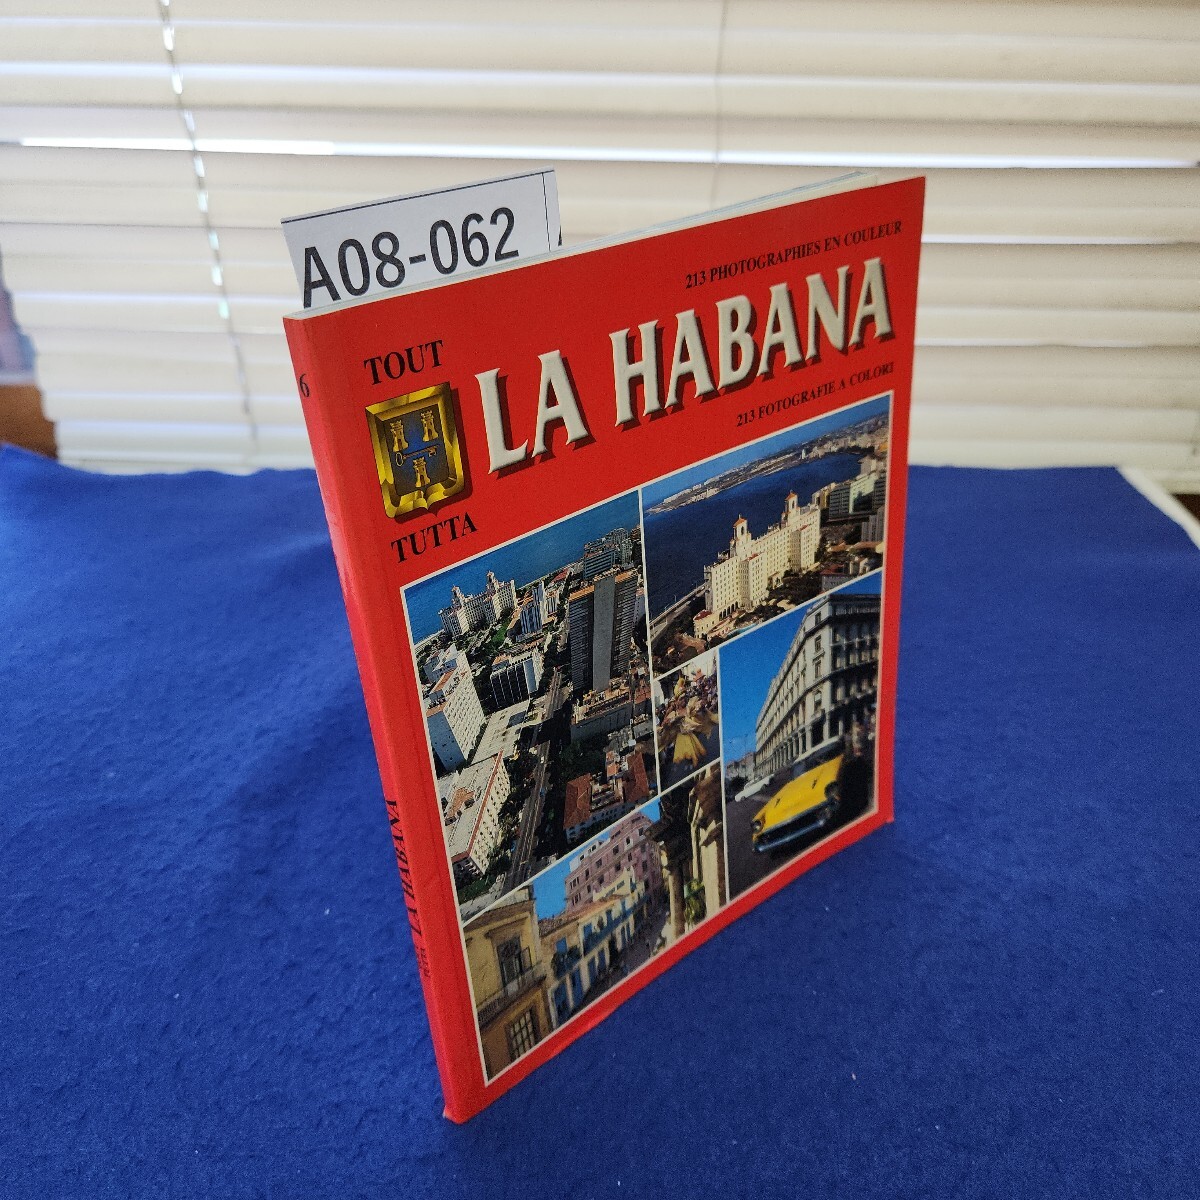 A08-062
213 PHOTOGRAPHIES EN COULEUR
TOUT
LA HABANA
213 FOTOGRAFIE A COLORI
TUTTA
6
LA HABANA